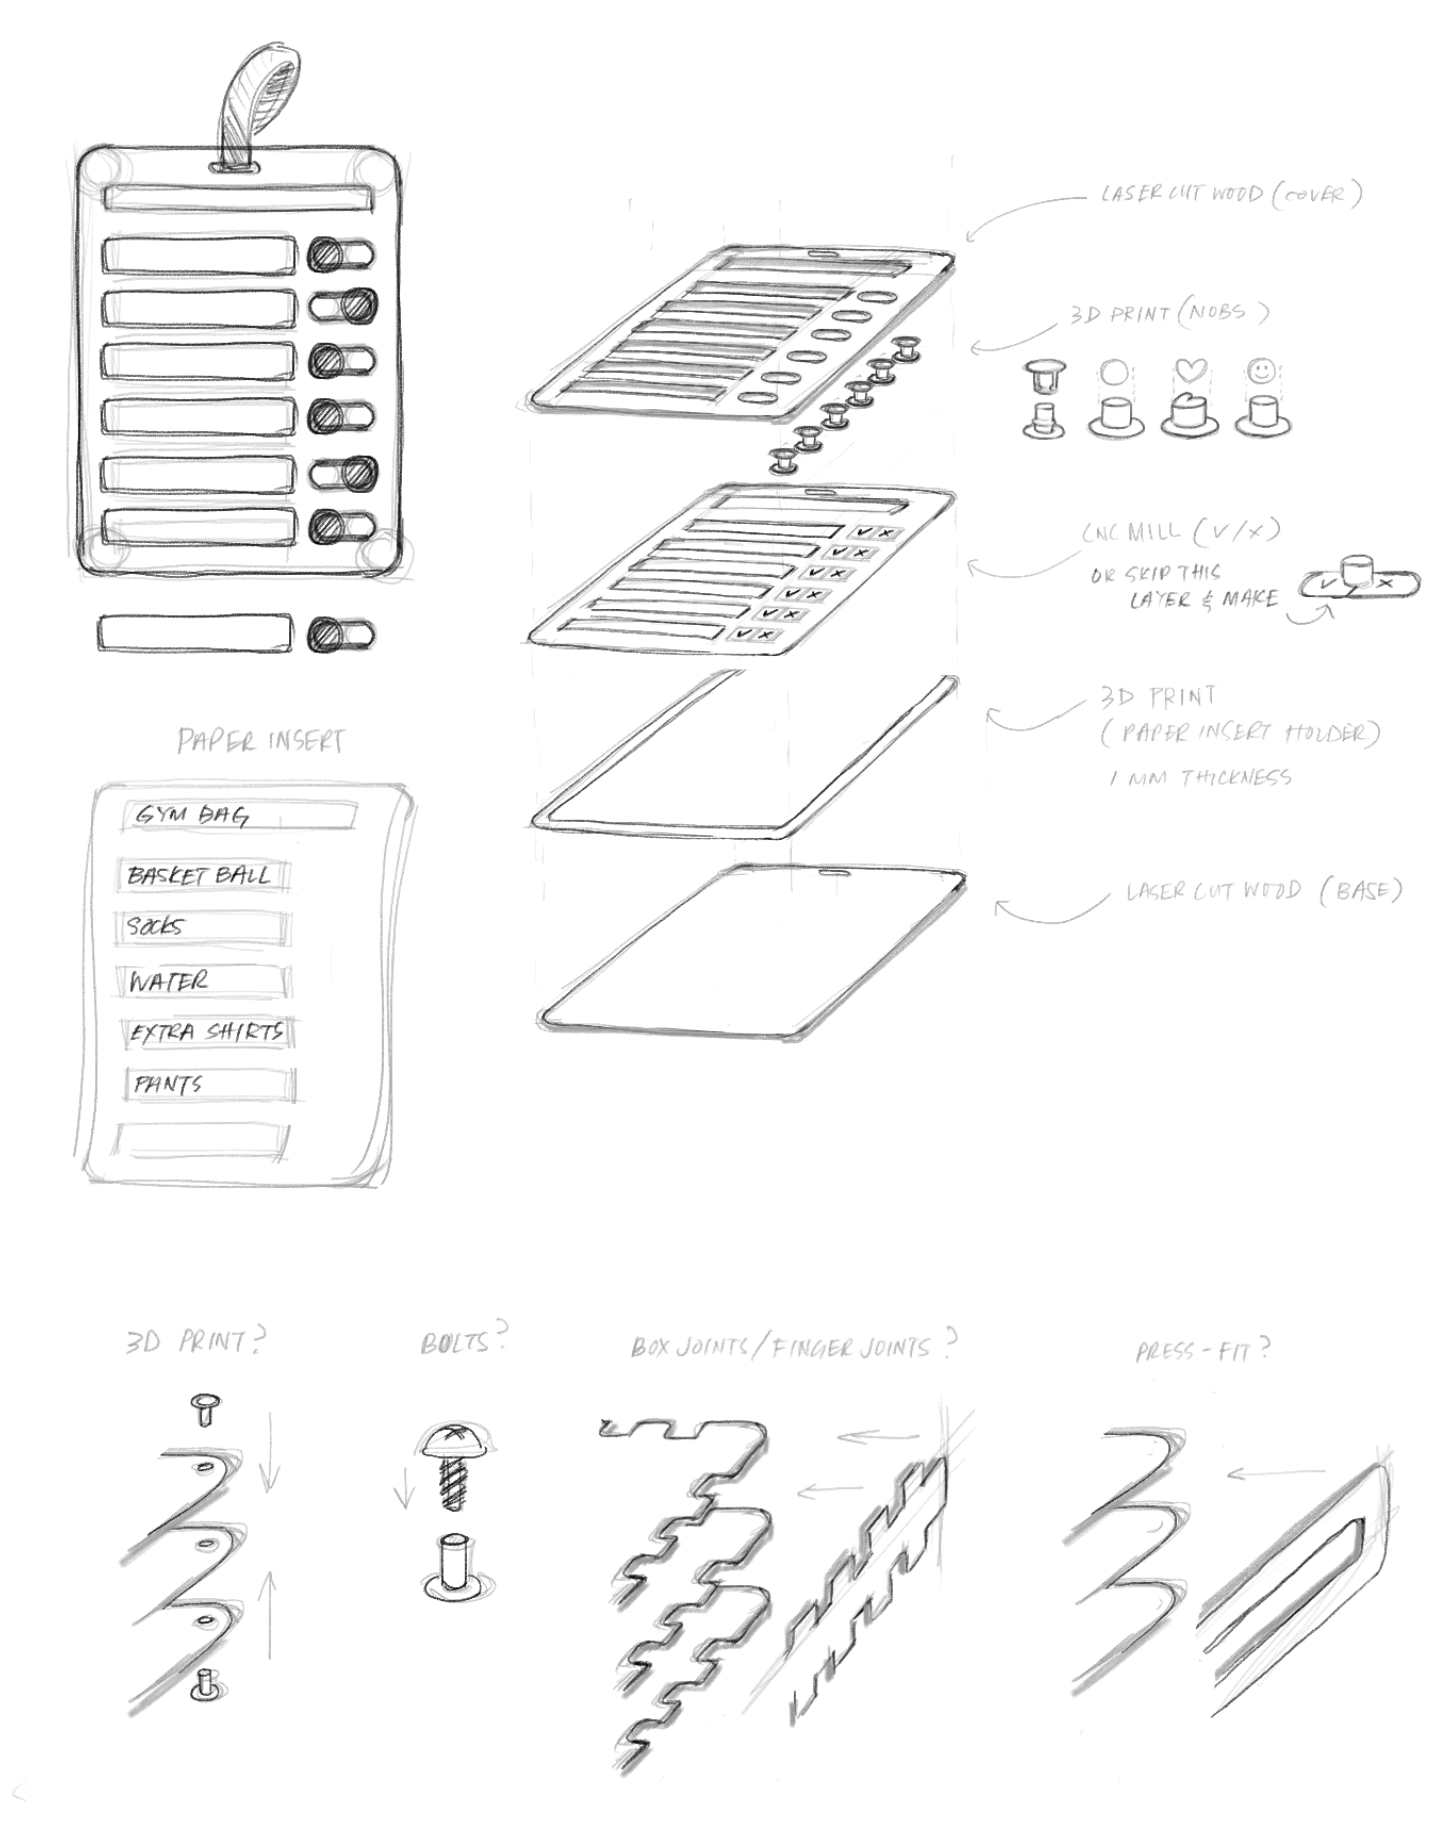 LASER CUT WOOD (COVER)
3D PRINT (NOBS)
CNC MILL (V/X)
OR SKIP THIS
LAYER & MAKE
3D PRINT
(PAPER INSERT HOLDER)
1 MM THICKNESS
LASER CUT WOOD (BASE)
PAPER INSERT
GYM BAG
BASKET BALL
SOCKS
WATER
EXTRA SHIRTS
PANTS
3D PRINT?
BOLTS?
BOX JOINTS/FINGER JOINTS?
PRESS-FIT?